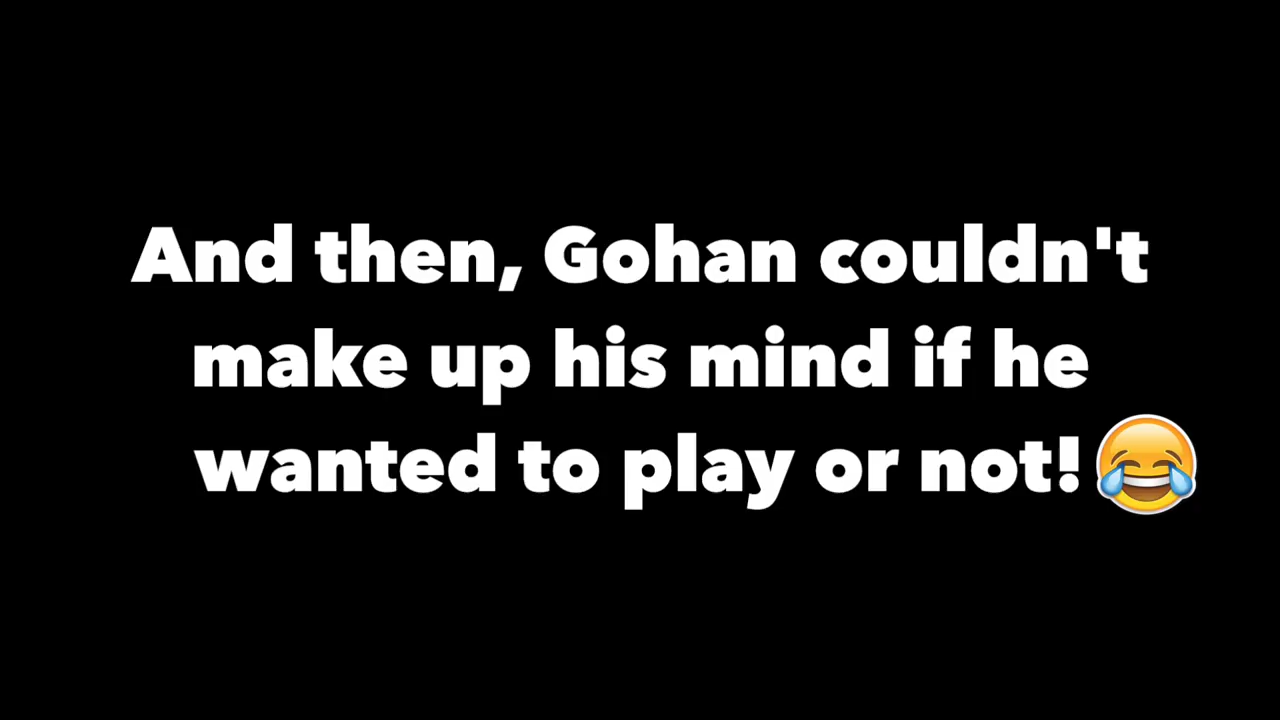 And then, Gohan couldn't
make up his mind if he
wanted to play or not!😂